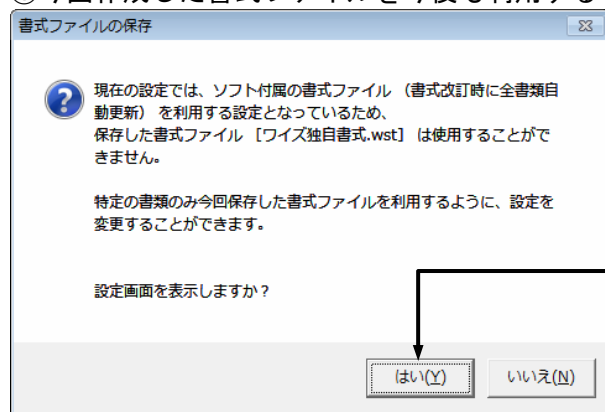 書式ファイルの保存
現在の設定では、ソフト付属の書式ファイル （書式改訂時に全書類自
動更新） を利用する設定となっているため、
保存した書式ファイル ［ワイズ独自書式.wst］ は使用することがで
きません。
特定の書類のみ今回保存した書式ファイルを利用するように、設定を
変更することができます。
設定画面を表示しますか？
はい(Y) いいえ(N)